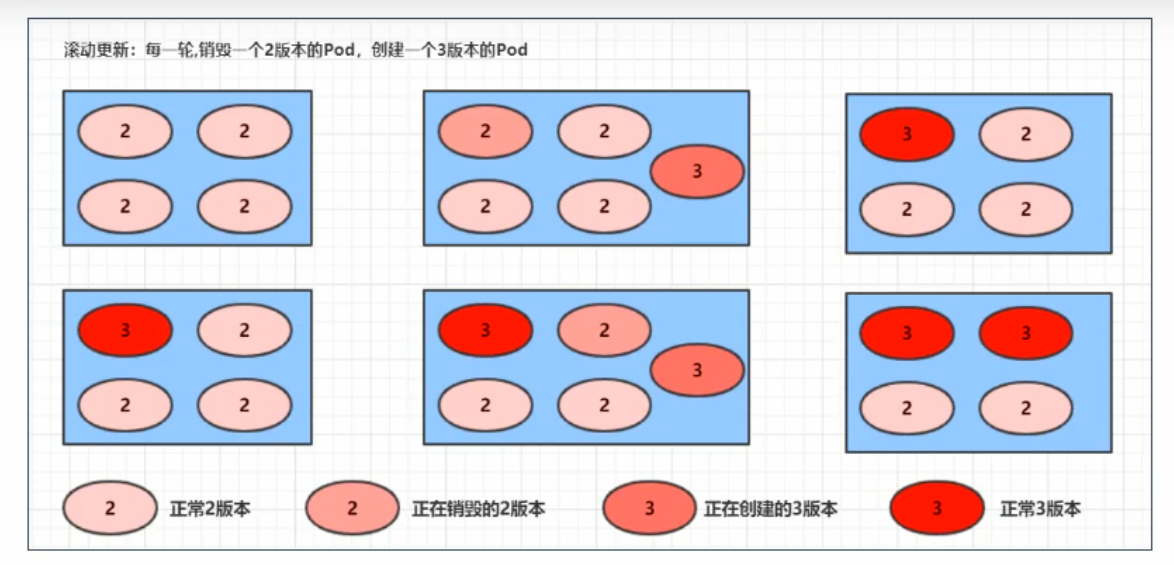 滚动更新：每一轮,销毁一个2版本的Pod，创建一个3版本的Pod
2 2 2 2 3 2
3
2 2 2 2 2 2
3 2 3 2 3 3
3
2 2 2 2 2 2
2 正常2版本 2 正在销毁的2版本 3 正在创建的3版本 3 正常3版本